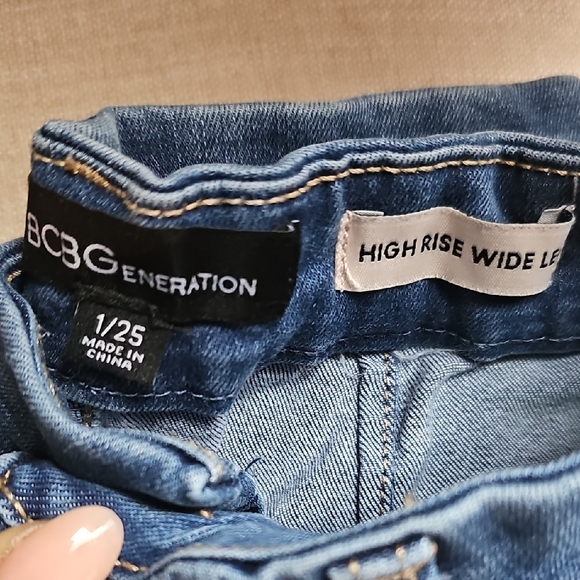 BCBGENERATION
1/25
MADE IN
CHINA
HIGH RISE WIDE LE